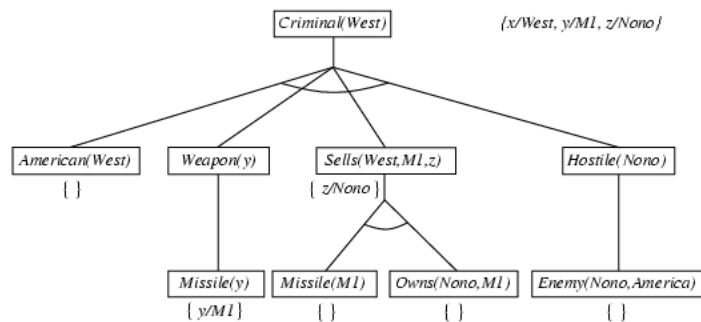 Criminal(West) {x/West, y/M1, z/Nono}
American(West) Weapon(y) Sells(West,M1,z) Hostile(Nono)
{ } { z/Nono }
Missile(y) Missile(M1) Owns(Nono,M1) Enemy(Nono,America)
{ y/M1} { } { } { }